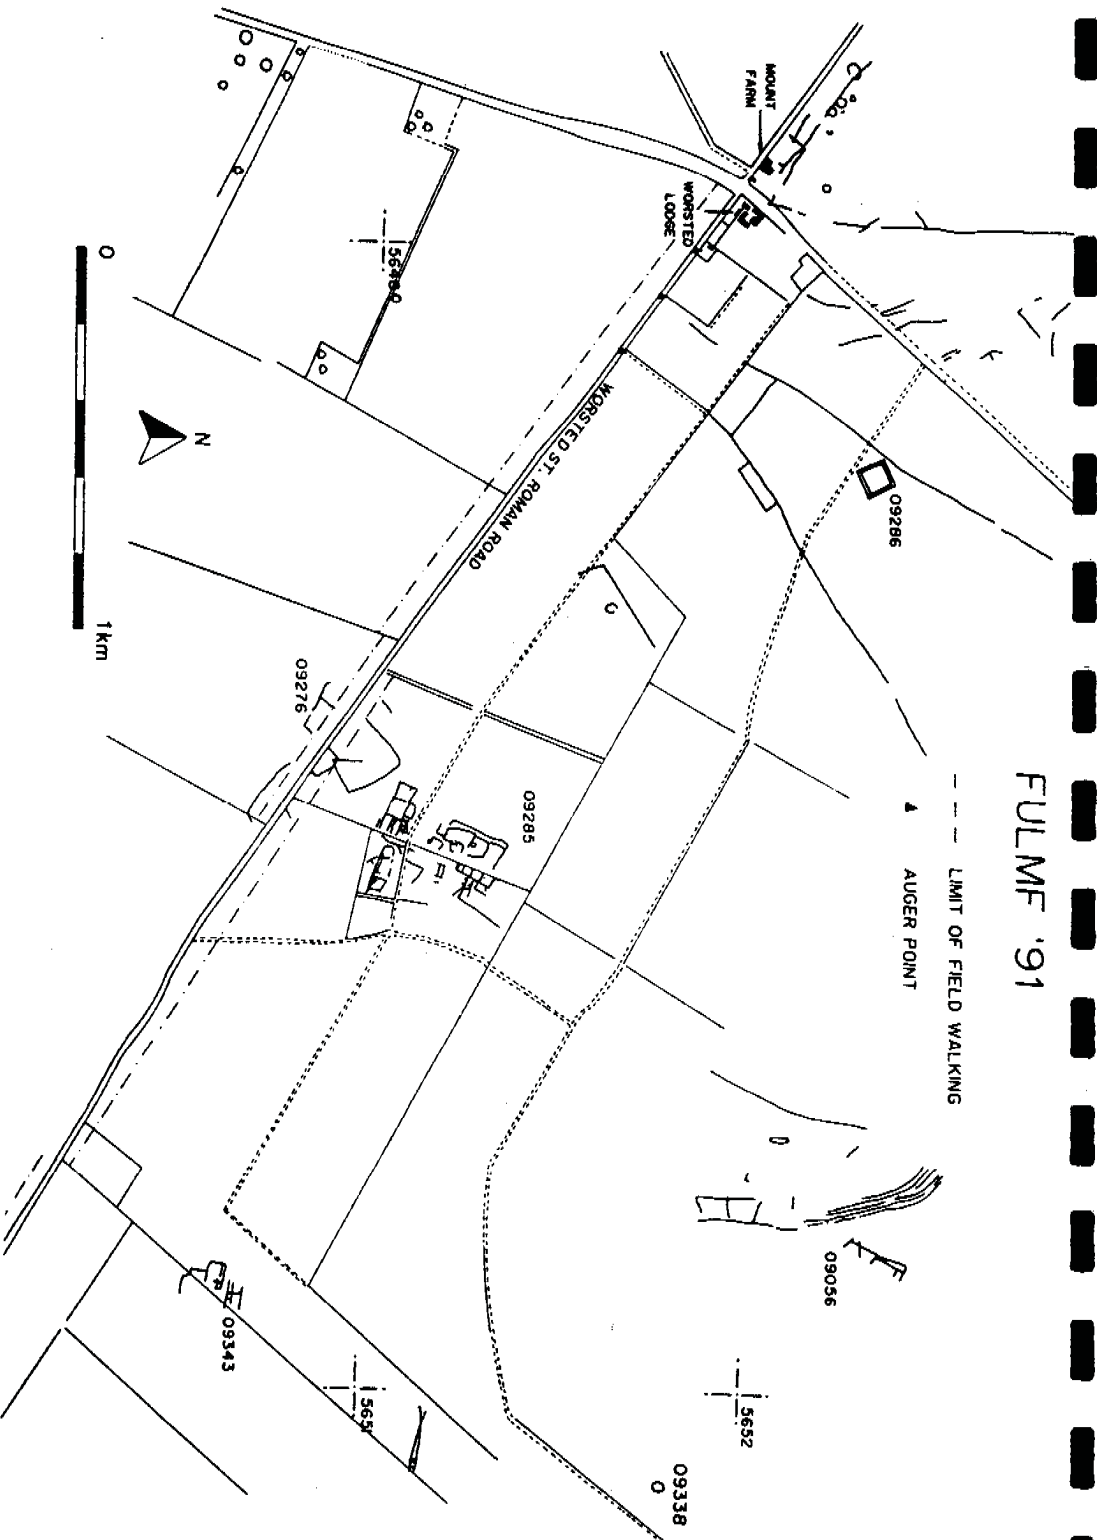 FULMF '91
LIMIT OF FIELD WALKING
AUGER POINT
MOUNT
FARM
WORSTED
LODGE
WORSTED ST. ROMAN ROAD
09286
09285
09276
09056
09343
09338
5652
5651
N
0
1km